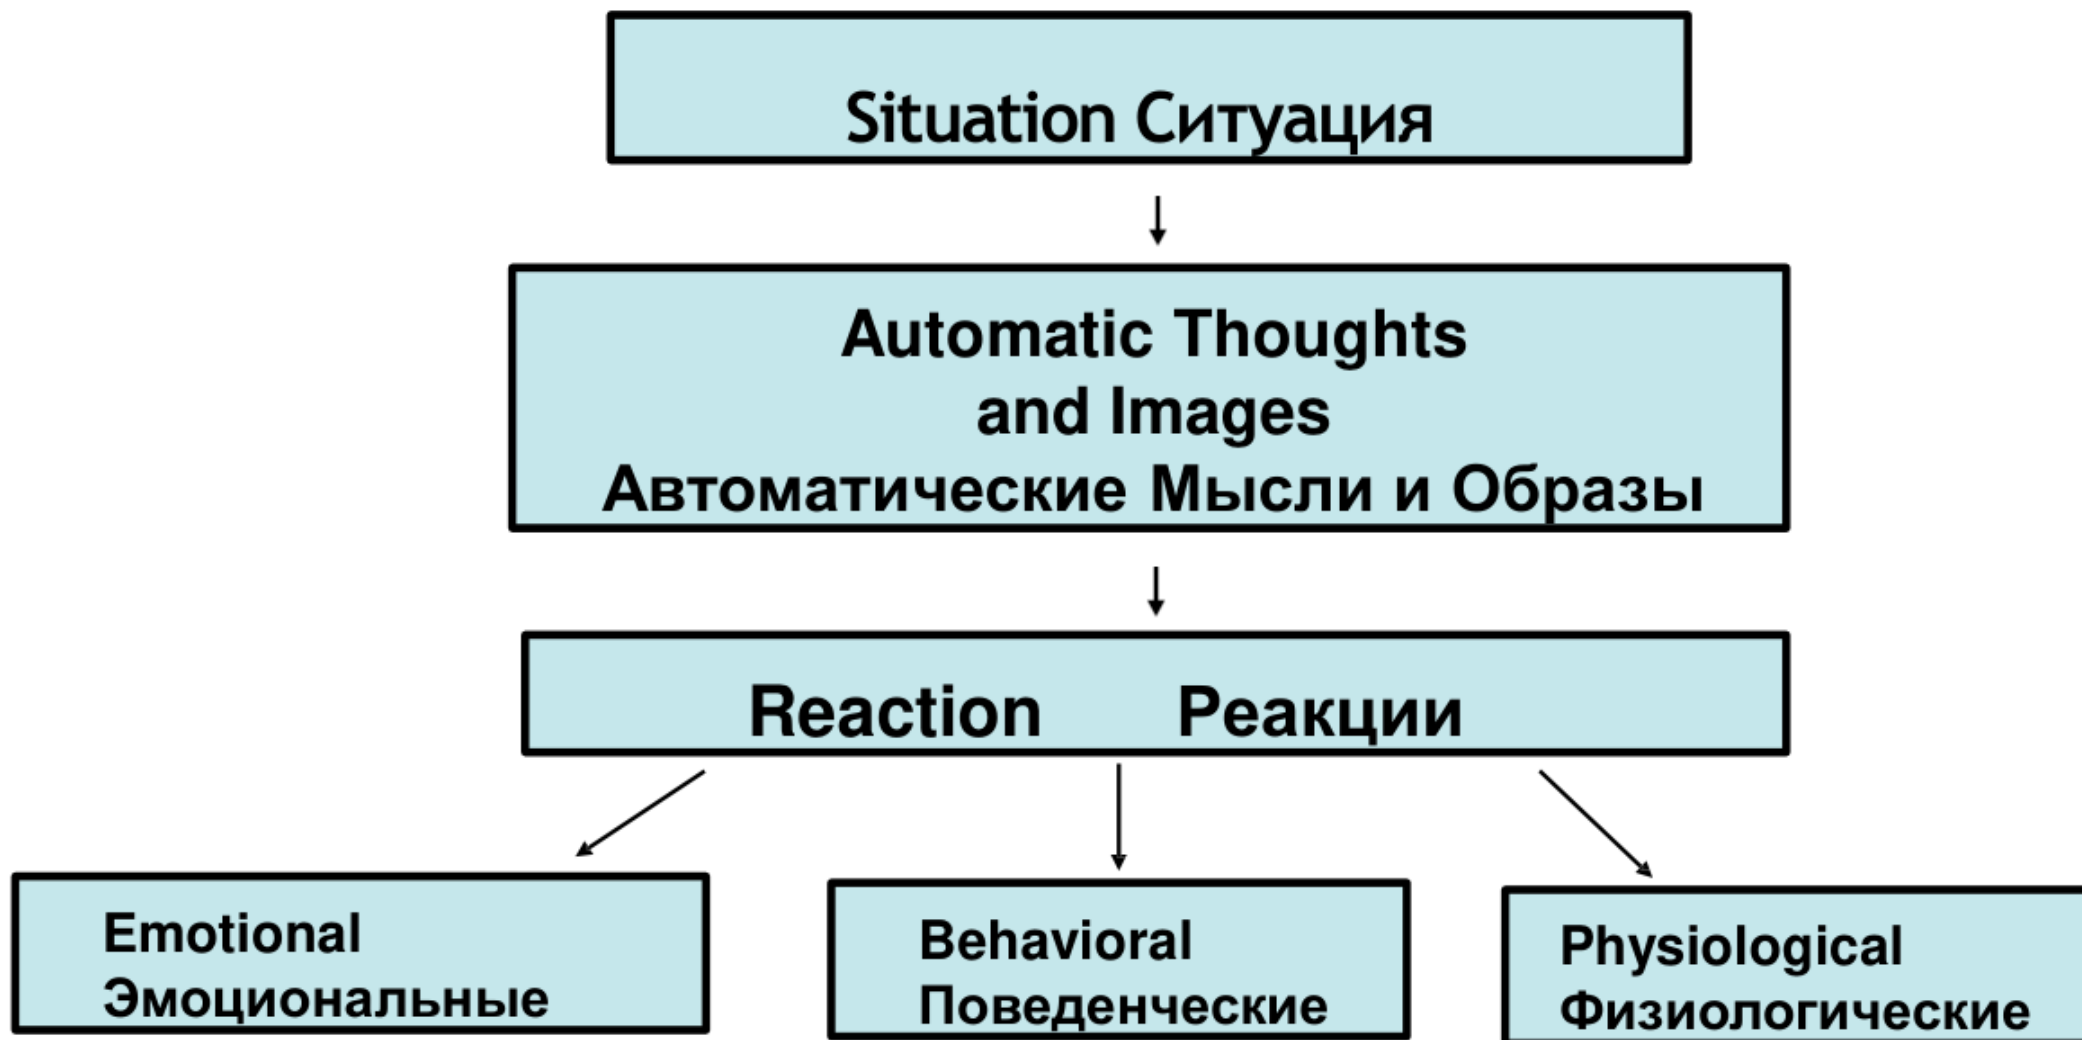 Situation Ситуация
Automatic Thoughts
and Images
Автоматические Мысли и Образы
Reaction Реакции
Emotional
Эмоциональные
Behavioral
Поведенческие
Physiological
Физиологические